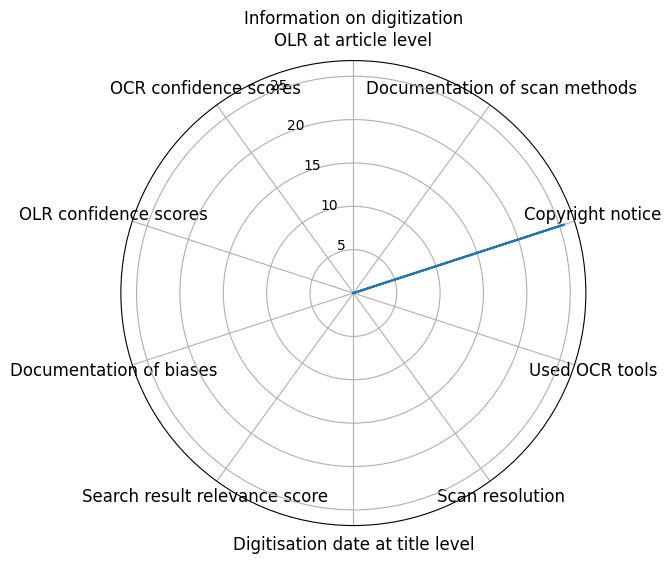 Information on digitization
OLR at article level
OCR confidence scores
Documentation of scan methods
25
20
15
10
5
OLR confidence scores
Copyright notice
Documentation of biases
Used OCR tools
Search result relevance score
Scan resolution
Digitisation date at title level